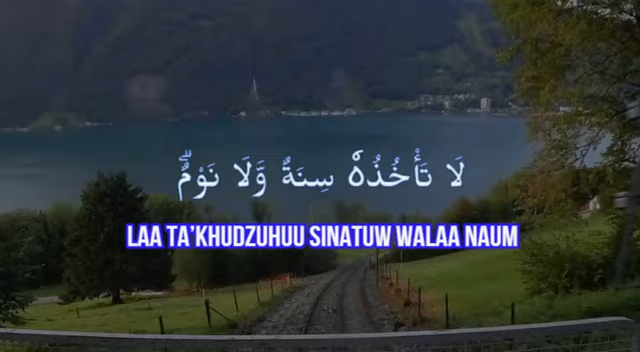 لَا تَأْخُذُهٗ سِنَةٌ وَّلَا نَوْمٌۗ
LAA TA'KHUDZUHUU SINATUW WALAA NAUM